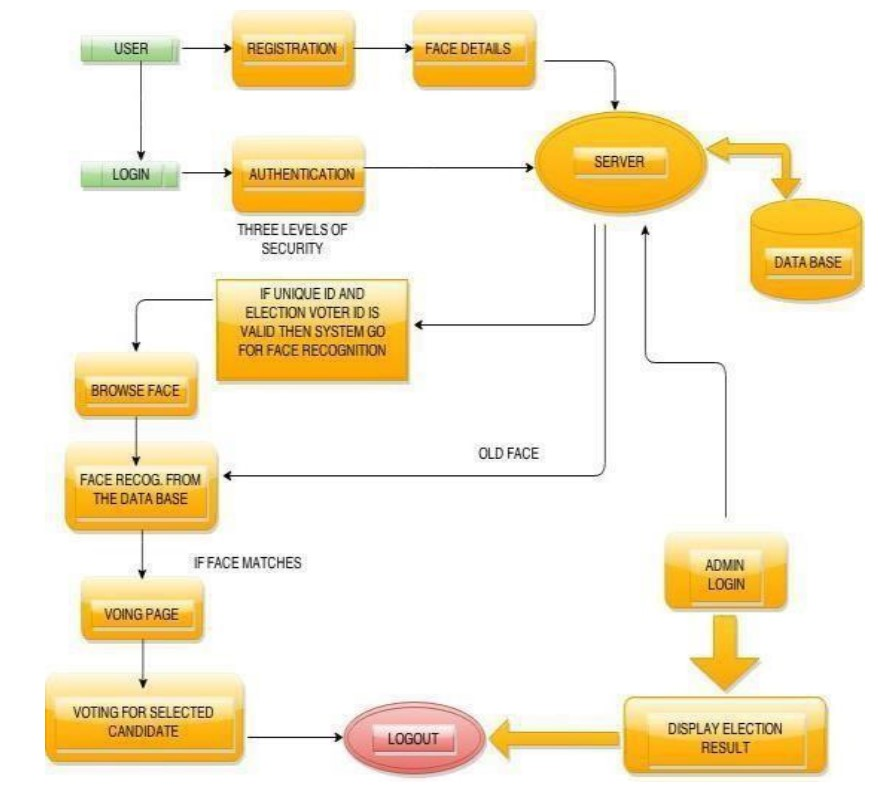 USER
REGISTRATION
FACE DETAILS
LOGIN
AUTHENTICATION
SERVER
THREE LEVELS OF
SECURITY
DATA BASE
IF UNIQUE ID AND
ELECTION VOTER ID IS
VALID THEN SYSTEM GO
FOR FACE RECOGNITION
BROWSE FACE
OLD FACE
FACE RECOG. FROM
THE DATA BASE
IF FACE MATCHES
ADMIN
LOGIN
VOING PAGE
VOTING FOR SELECTED
CANDIDATE
LOGOUT
DISPLAY ELECTION
RESULT